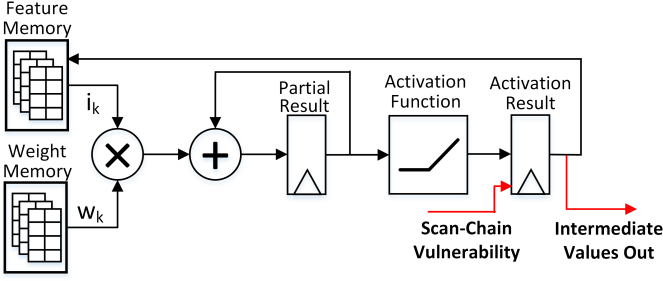 Feature
Memory
i_k
Weight
Memory
w_k
Partial
Result
Activation
Function
Activation
Result
Scan-Chain
Vulnerability
Intermediate
Values Out